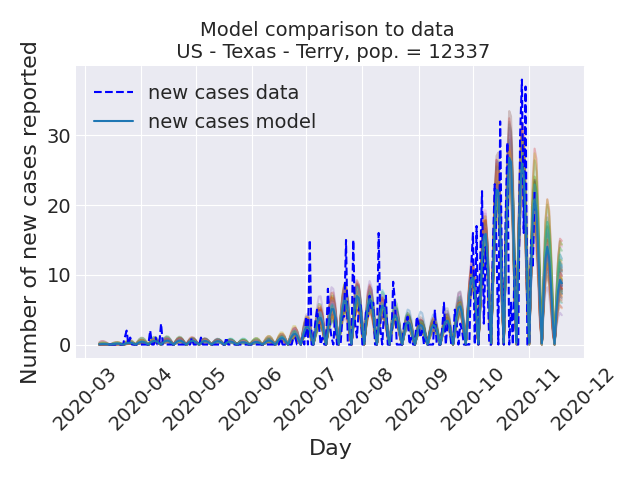 Model comparison to data
US - Texas - Terry, pop. = 12337
new cases data
new cases model
Number of new cases reported
30
20
10
0
2020-03
2020-04
2020-05
2020-06
2020-07
2020-08
2020-09
2020-10
2020-11
2020-12
Day